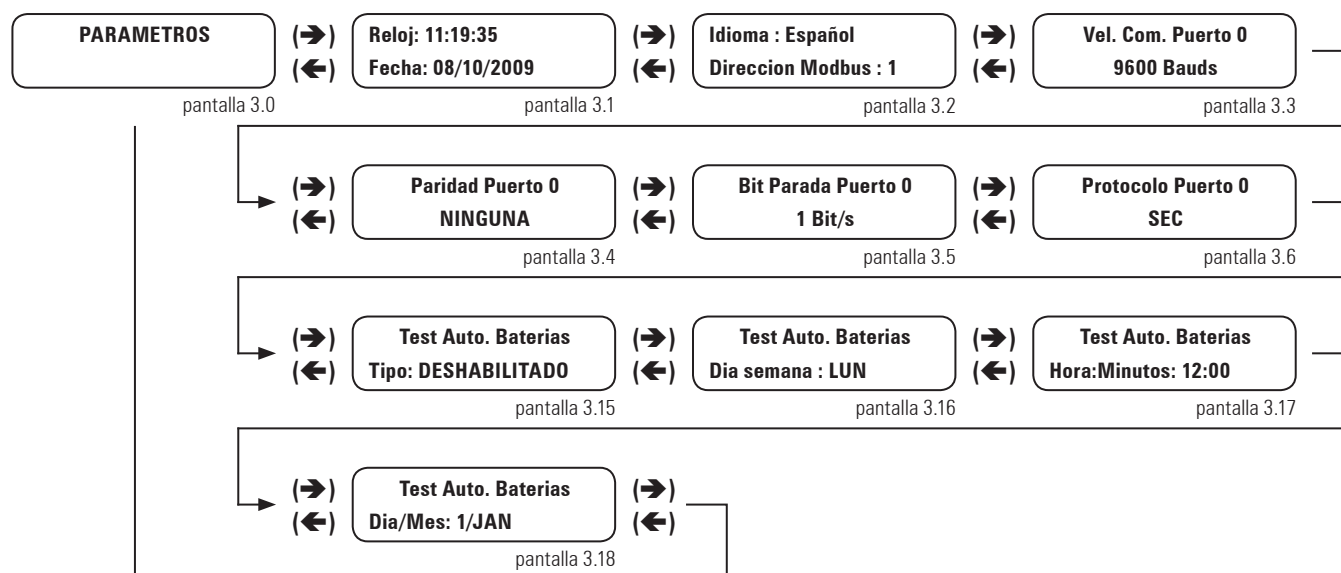 PARAMETROS
pantalla 3.0
(➔)
(←)
Reloj: 11:19:35
Fecha: 08/10/2009
pantalla 3.1
(➔)
(←)
Idioma : Español
Direccion Modbus : 1
pantalla 3.2
(➔)
(←)
Vel. Com. Puerto 0
9600 Bauds
pantalla 3.3
(➔)
(←)
Paridad Puerto 0
NINGUNA
pantalla 3.4
(➔)
(←)
Bit Parada Puerto 0
1 Bit/s
pantalla 3.5
(➔)
(←)
Protocolo Puerto 0
SEC
pantalla 3.6
(➔)
(←)
Test Auto. Baterias
Tipo: DESHABILITADO
pantalla 3.15
(➔)
(←)
Test Auto. Baterias
Dia semana : LUN
pantalla 3.16
(➔)
(←)
Test Auto. Baterias
Hora:Minutos: 12:00
pantalla 3.17
(➔)
(←)
Test Auto. Baterias
Dia/Mes: 1/JAN
pantalla 3.18
(➔)
(←)